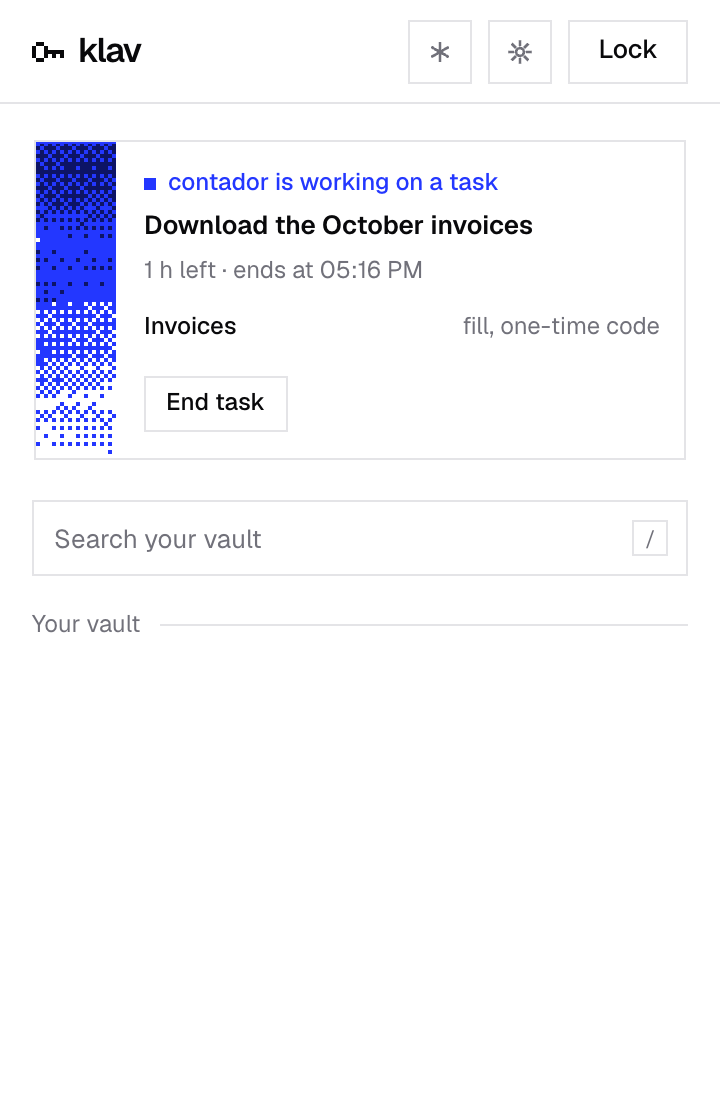 klav
Lock
contador is working on a task
Download the October invoices
1 h left · ends at 05:16 PM
Invoices fill, one-time code
End task
Search your vault /
Your vault